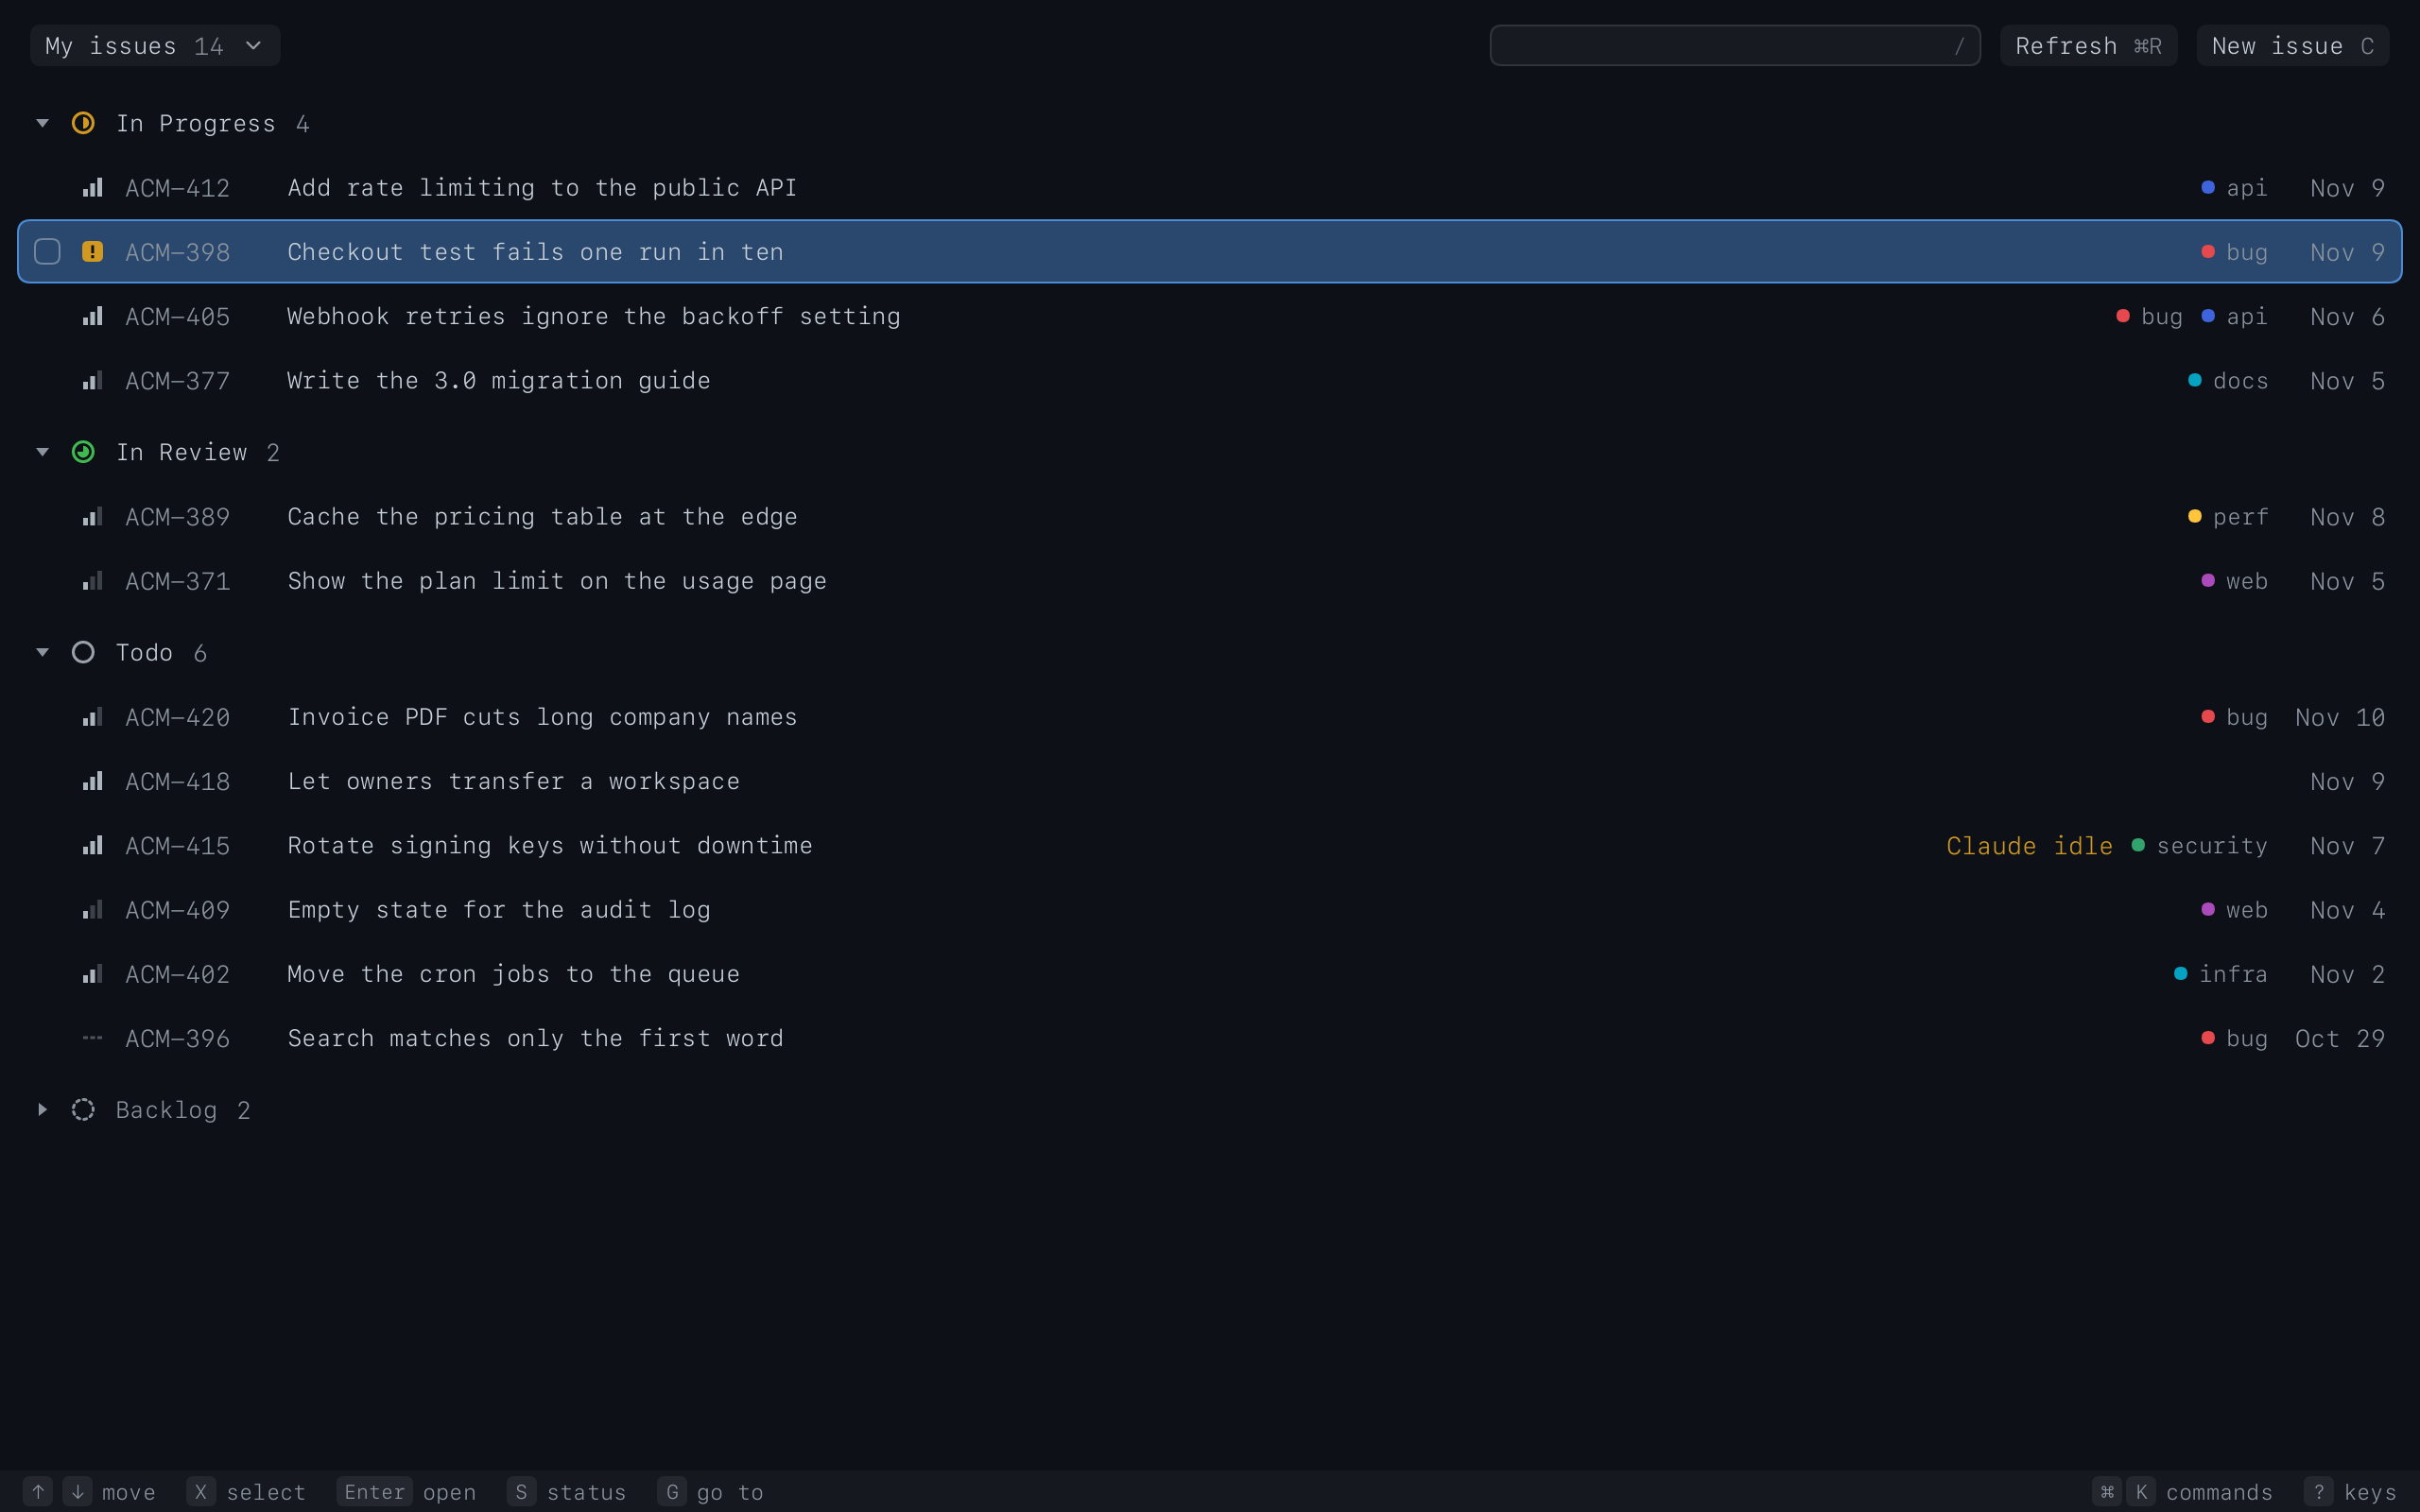 My issues 14 / Refresh ⌘R New issue C
In Progress 4
ACM-412 Add rate limiting to the public API api Nov 9
ACM-398 Checkout test fails one run in ten bug Nov 9
ACM-405 Webhook retries ignore the backoff setting bug api Nov 6
ACM-377 Write the 3.0 migration guide docs Nov 5
In Review 2
ACM-389 Cache the pricing table at the edge perf Nov 8
ACM-371 Show the plan limit on the usage page web Nov 5
Todo 6
ACM-420 Invoice PDF cuts long company names bug Nov 10
ACM-418 Let owners transfer a workspace Nov 9
ACM-415 Rotate signing keys without downtime Claude idle security Nov 7
ACM-409 Empty state for the audit log web Nov 4
ACM-402 Move the cron jobs to the queue infra Nov 2
ACM-396 Search matches only the first word bug Oct 29
Backlog 2
↑ ↓ move X select Enter open S status G go to ⌘ K commands ? keys